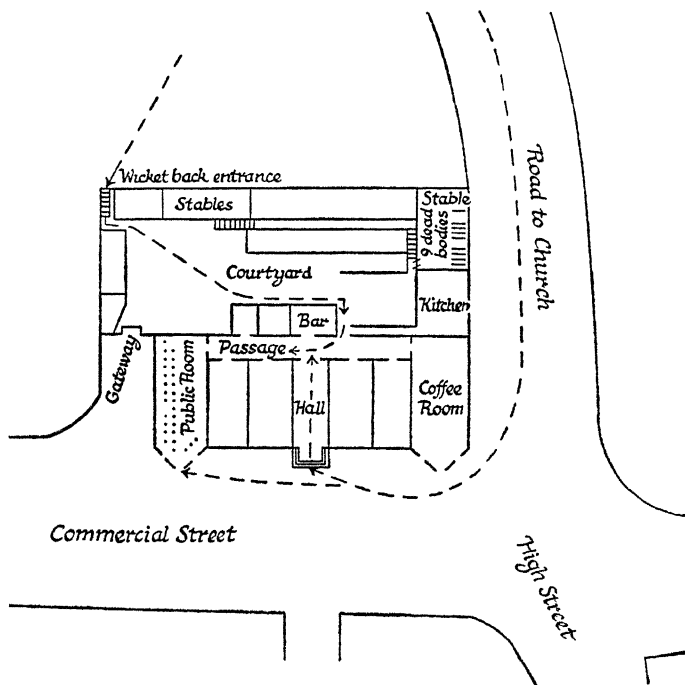 Wicket back entrance
Stables
Stable
9 dead
bodies
Road to Church
Courtyard
Kitchen
Bar
Passage
Gateway
Public Room
Hall
Coffee
Room
Commercial Street
High Street